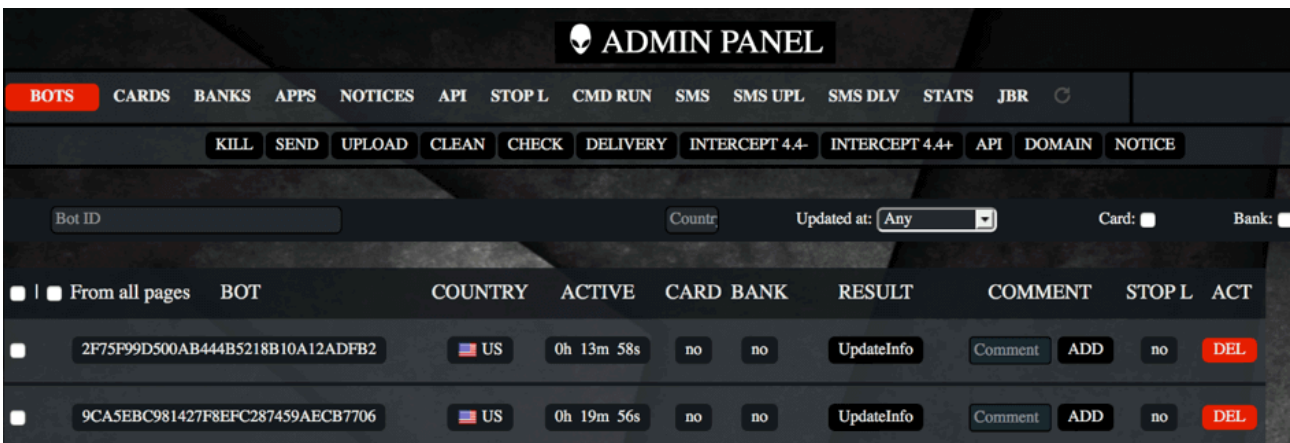 ADMIN PANEL
BOTS CARDS BANKS APPS NOTICES API STOP L CMD RUN SMS SMS UPL SMS DLV STATS JBR
KILL SEND UPLOAD CLEAN CHECK DELIVERY INTERCEPT 4.4- INTERCEPT 4.4+ API DOMAIN NOTICE
Bot ID Countr Updated at: Any Card: Bank:
| From all pages BOT COUNTRY ACTIVE CARD BANK RESULT COMMENT STOP L ACT
2F75F99D500AB444B5218B10A12ADFB2 US 0h 13m 58s no no UpdateInfo Comment ADD no DEL
9CA5EBC981427F8EFC287459AECB7706 US 0h 19m 56s no no UpdateInfo Comment ADD no DEL